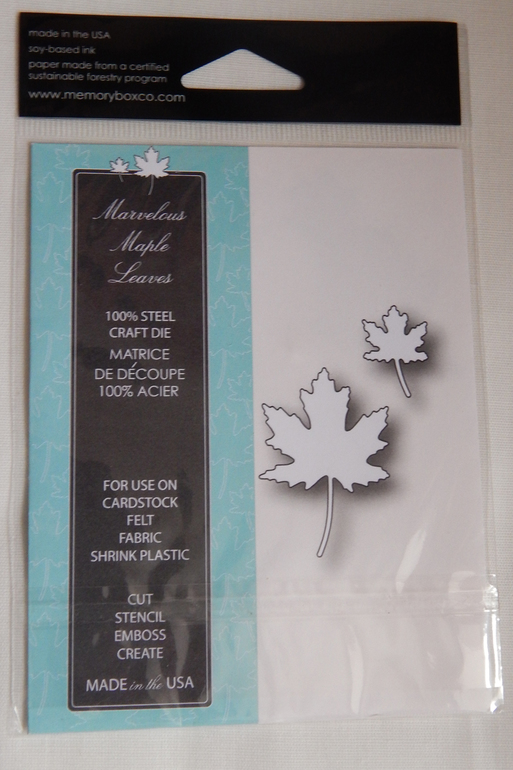 made in the USA
soy-based ink
paper made from a certified
sustainable forestry program
www.memoryboxco.com
Marvelous
Maple
Leaves
100% STEEL
CRAFT DIE
MATRICE
DE DÉCOUPE
100% ACIER
FOR USE ON
CARDSTOCK
FELT
FABRIC
SHRINK PLASTIC
CUT
STENCIL
EMBOSS
CREATE
MADE in the USA